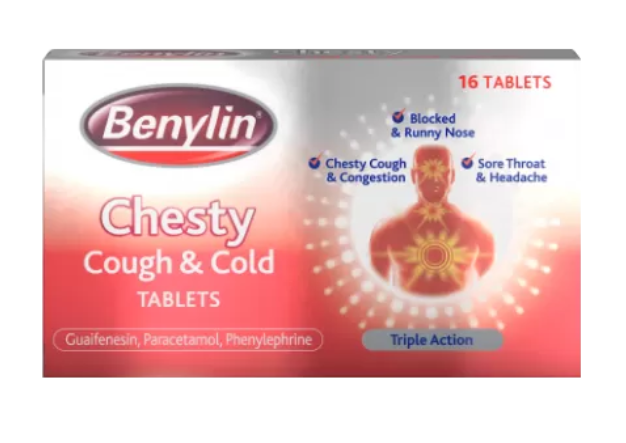 16 TABLETS
Benylin
Blocked
& Runny Nose
Chesty Cough
& Congestion
Sore Throat
& Headache
Chesty
Cough & Cold
TABLETS
Guaifenesin, Paracetamol, Phenylephrine
Triple Action